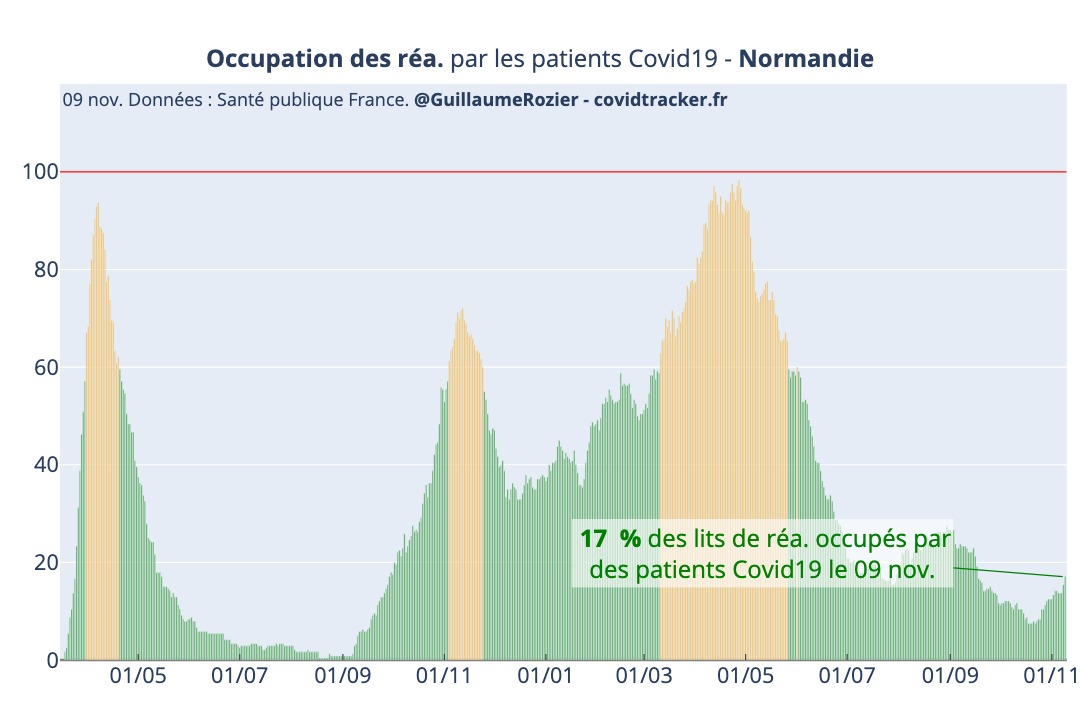 Occupation des réa. par les patients Covid19 - Normandie
09 nov. Données : Santé publique France. @GuillaumeRozier - covidtracker.fr
100
80
60
40
20
0
17 % des lits de réa. occupés par
des patients Covid19 le 09 nov.
01/05 01/07 01/09 01/11 01/01 01/03 01/05 01/07 01/09 01/11